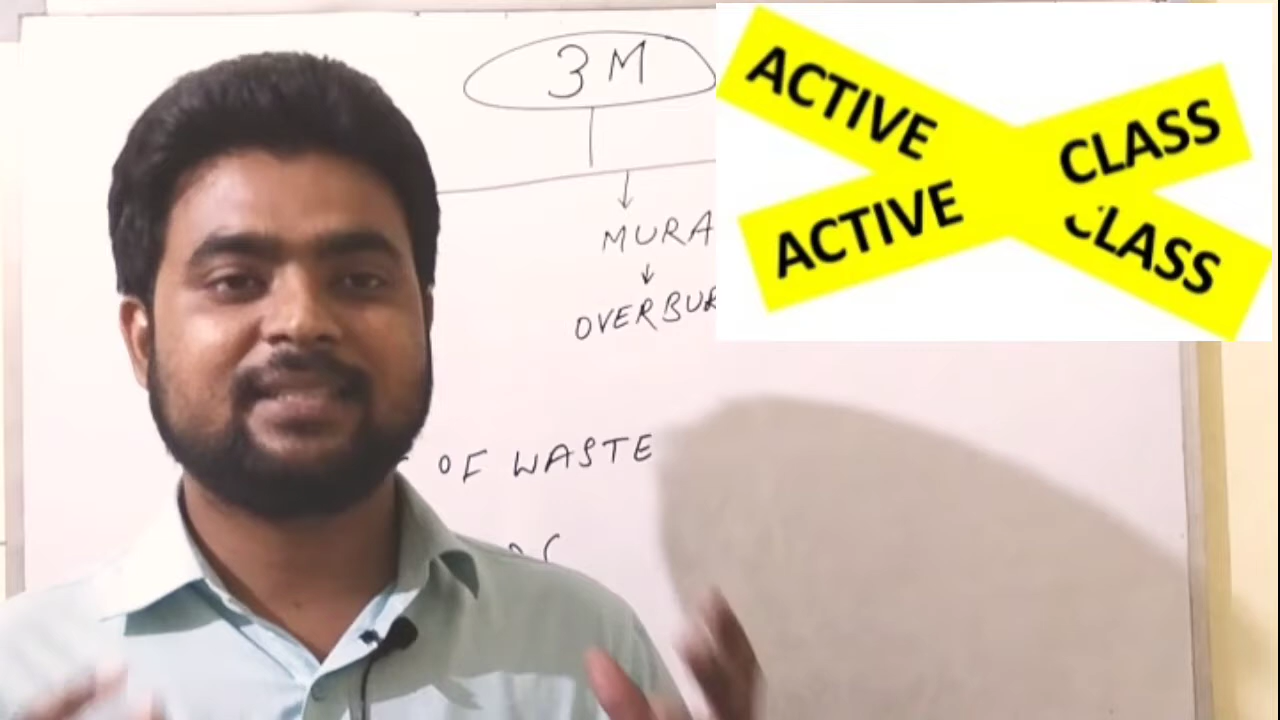 3M
MURA
OVERBUR
OF WASTE
ACTIVE CLASS
ACTIVE CLASS